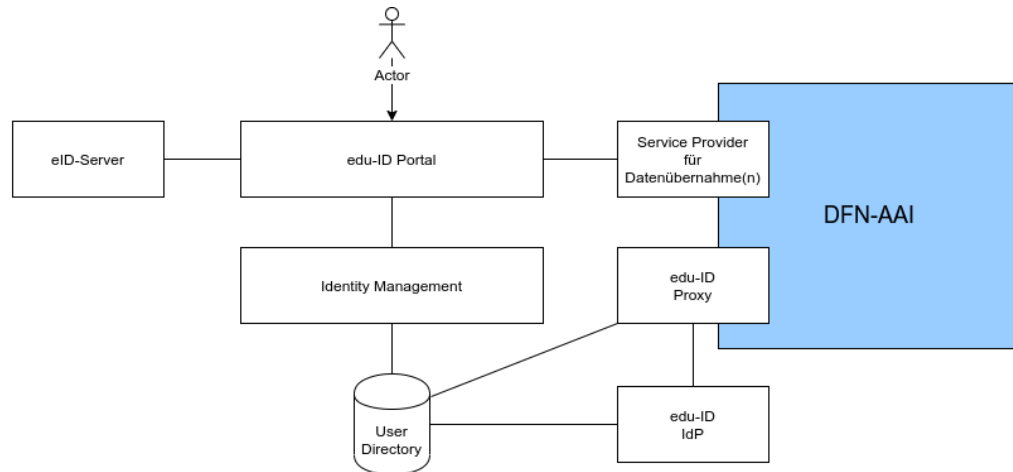 Actor
eID-Server
edu-ID Portal
Service Provider
für
Datenübernahme(n)
DFN-AAI
Identity Management
edu-ID
Proxy
User
Directory
edu-ID
IdP